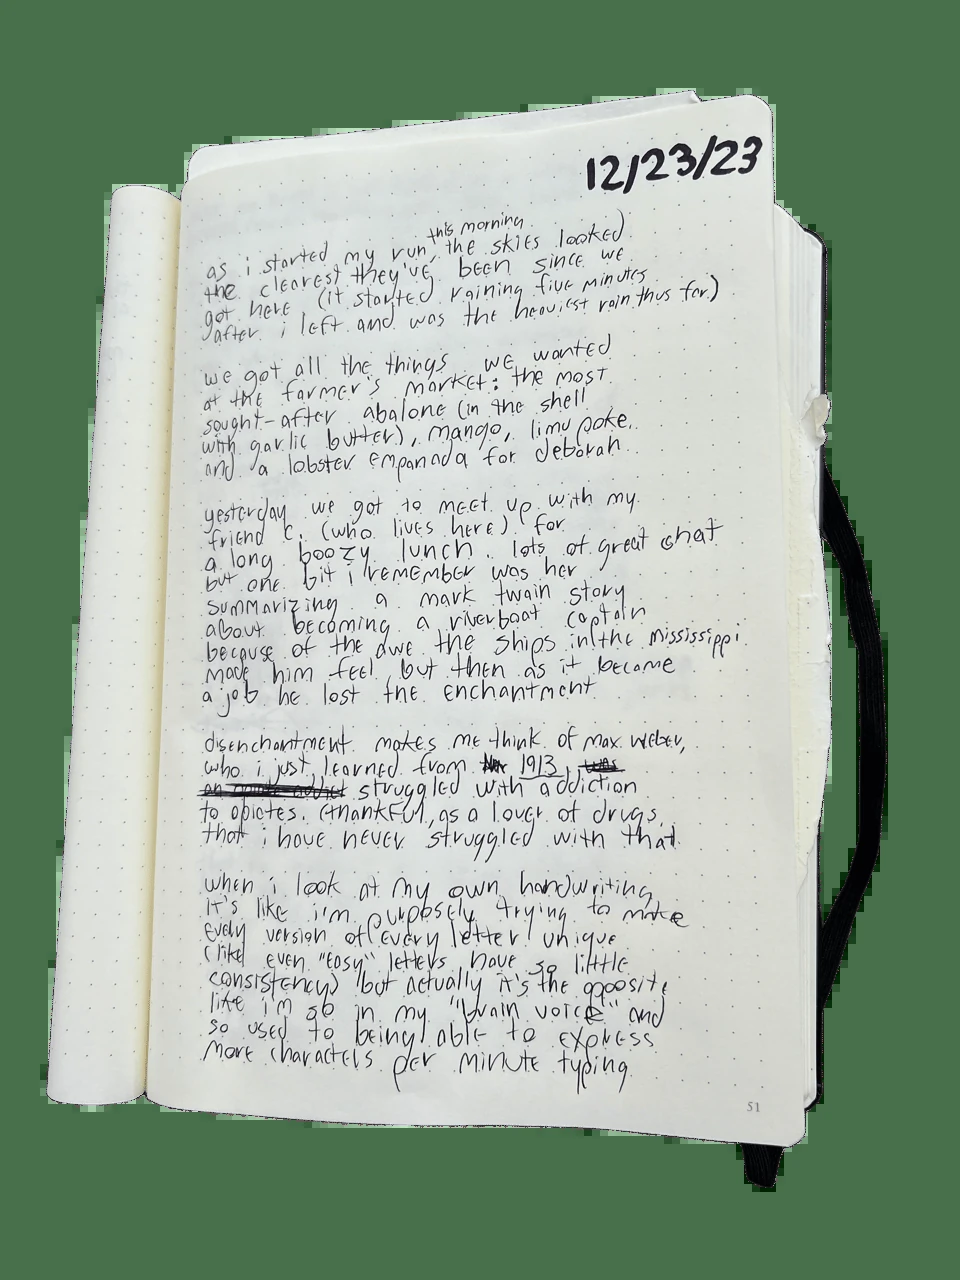 12/23/23
this morning
as i started my run, the skies looked
the clearest they've been since we
got here (it started raining five minutes
after i left and was the heaviest rain thus far)
we got all the things we wanted
at the farmer's market: the most
sought-after abalone (in the shell
with garlic butter), mango, limu poke,
and a lobster empanada for deborah
yesterday we got to meet up with my
friend C. (who lives here) for
a long boozy lunch. lots of great chat
but one bit i remember was her
summarizing a mark twain story
about becoming a riverboat captain
because of the awe the ships in the mississippi
made him feel, but then as it became
a job he lost the enchantment
disenchantment makes me think of max weber,
who i just learned from 1913,
struggled with addiction
to opiates. (thankful, as a lover of drugs,
that i have never struggled with that
when i look at my own handwriting
it's like i'm purposely trying to make
every version of every letter unique
(like even "easy" letters have so little
consistency) but actually it's the opposite
like i'm so in my "brain voice" and
so used to being able to express
more characters per minute typing
51